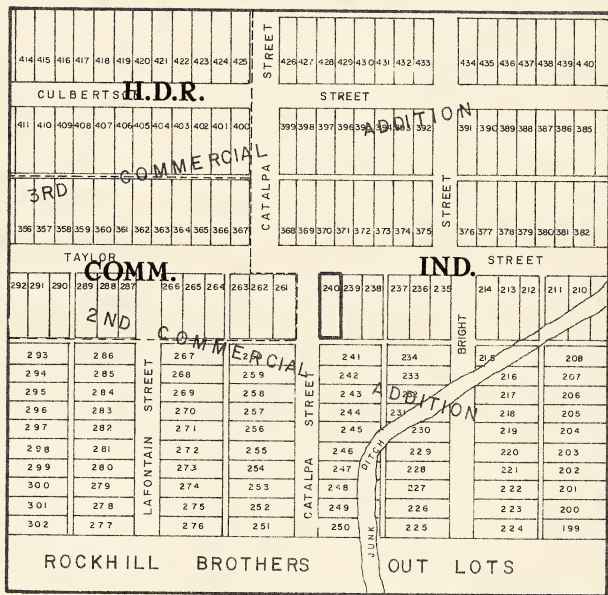 STREET
414 415 416 417 418 419 420 421 422 423 424 425
426 427 428 429 430 431 432 433
434 435 436 437 438 439 440
CULBERTSON
H.D.R.
STREET
ADDITION
411 410 409 408 407 406 405 404 403 402 401 400
399 398 397 396 395 394 393 392
391 390 389 388 387 386 385
COMMERCIAL
3RD
CATALPA
STREET
356 357 358 359 360 361 362 363 364 365 366 367
368 369 370 371 372 373 374 375
376 377 378 379 380 381 382
TAYLOR
COMM.
IND.
STREET
292 291 290 289 288 287 266 265 264 263 262 261
240 239 238 237 236 235 214 213 212 211 210
2ND COMMERCIAL ADDITION
BRIGHT
293 286 267 241 234 215 208
294 285 268 259 242 233 216 207
295 284 269 258 243 232 217 206
296 283 270 257 244 231 218 205
297 282 271 256 245 230 219 204
298 281 272 255 246 229 220 203
299 280 273 254 247 228 221 202
300 279 274 253 248 227 222 201
301 278 275 252 249 226 223 200
302 277 276 251 250 225 224 199
LAFONTAIN STREET
CATALPA STREET
JUNK DITCH
ROCKHILL BROTHERS OUT LOTS